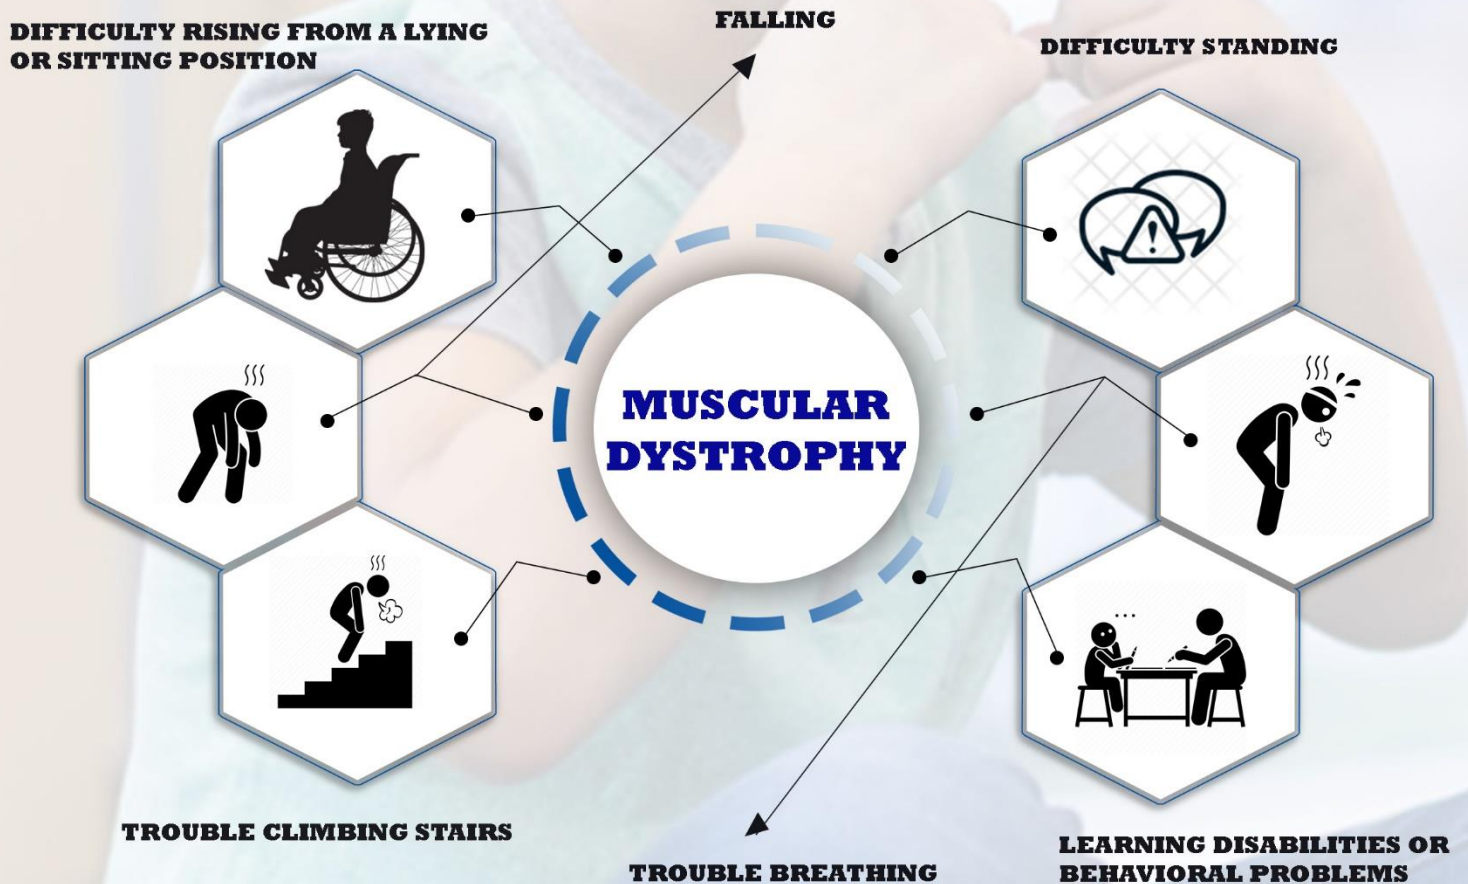 FALLING
DIFFICULTY RISING FROM A LYING
OR SITTING POSITION
DIFFICULTY STANDING
MUSCULAR
DYSTROPHY
TROUBLE CLIMBING STAIRS
TROUBLE BREATHING
LEARNING DISABILITIES OR
BEHAVIORAL PROBLEMS